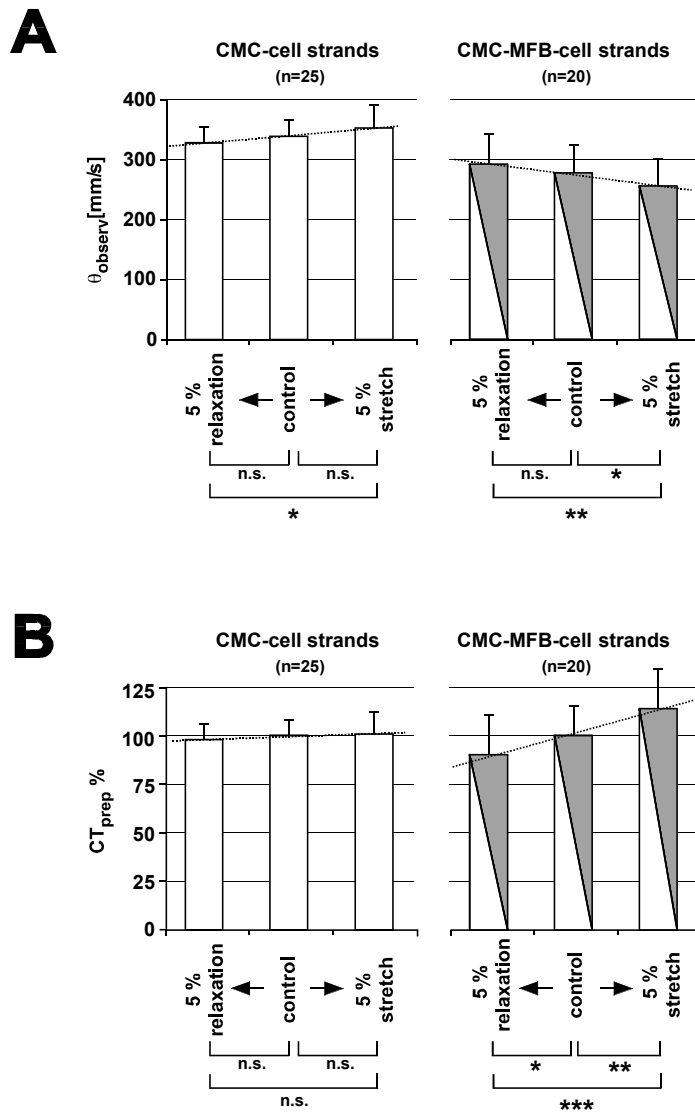 A
CMC-cell strands
(n=25)
CMC-MFB-cell strands
(n=20)
θobserv[mm/s]
400
300
200
100
0
5 %
relaxation
control
5 %
stretch
5 %
relaxation
control
5 %
stretch
n.s.
n.s.
*
n.s.
*
**
B
CMC-cell strands
(n=25)
CMC-MFB-cell strands
(n=20)
CTprep %
125
100
75
50
25
0
5 %
relaxation
control
5 %
stretch
5 %
relaxation
control
5 %
stretch
n.s.
n.s.
n.s.
*
**
***